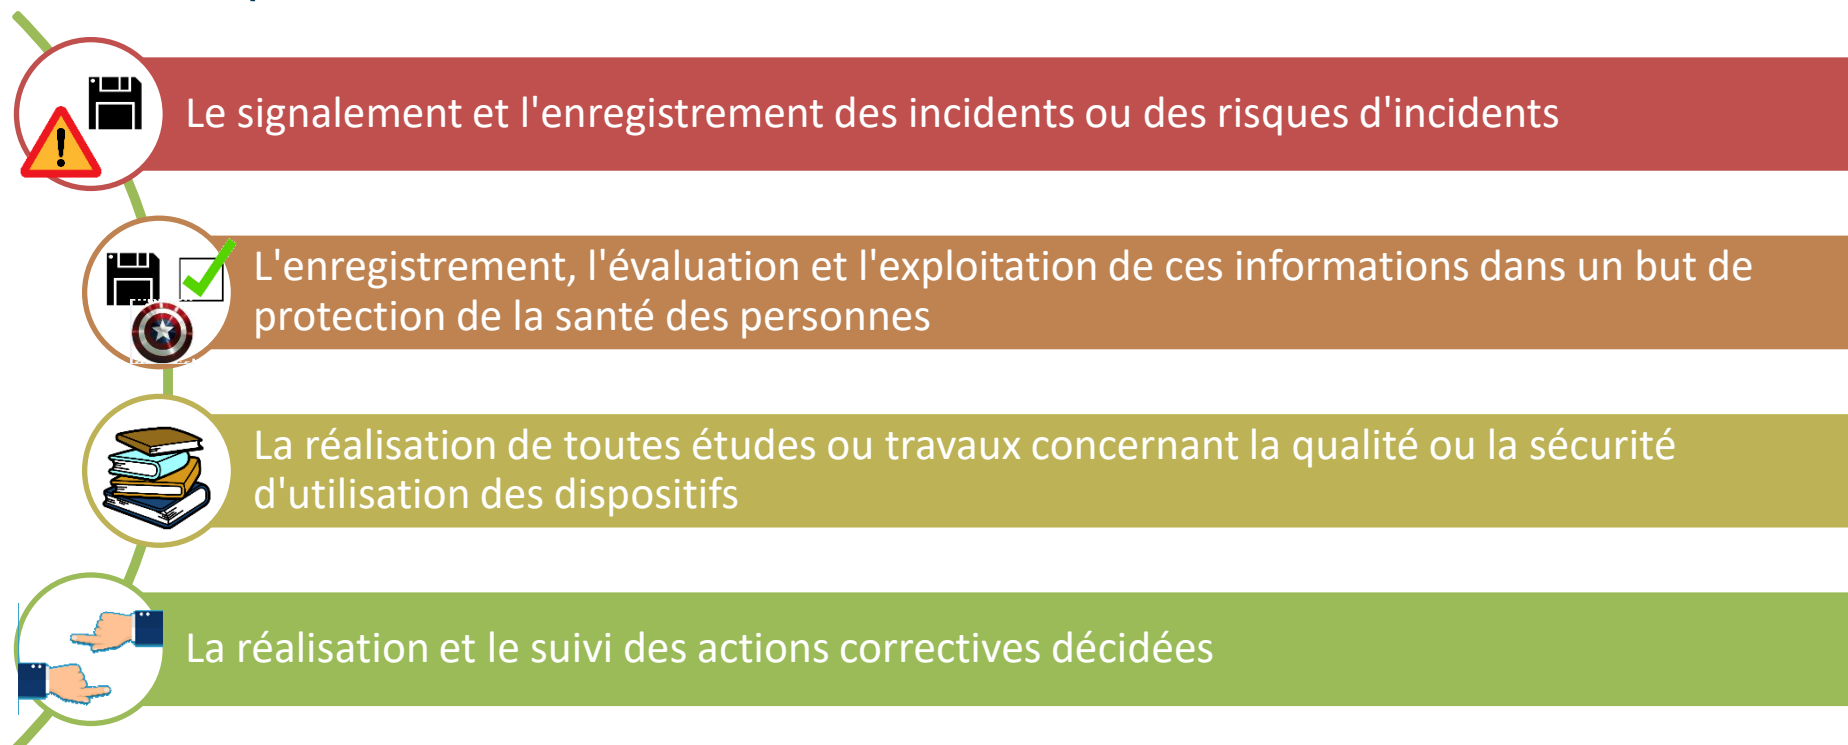 Le signalement et l'enregistrement des incidents ou des risques d'incidents
L'enregistrement, l'évaluation et l'exploitation de ces informations dans un but de
protection de la santé des personnes
La réalisation de toutes études ou travaux concernant la qualité ou la sécurité
d'utilisation des dispositifs
La réalisation et le suivi des actions correctives décidées